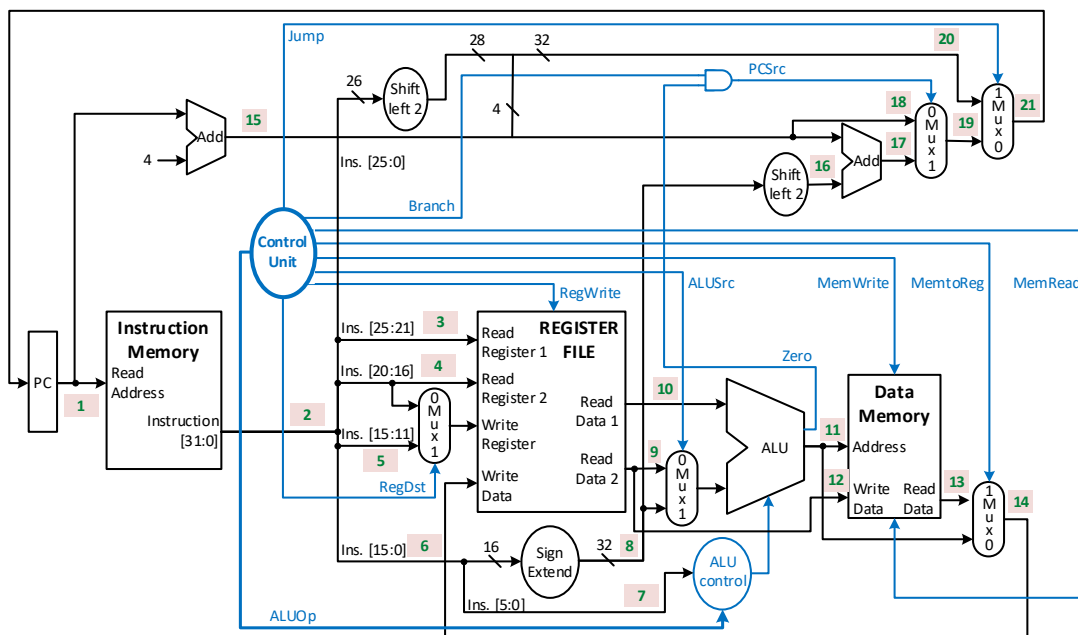 Jump
28
32
20
PCSrc
26
Shift
left 2
1
M
u
x
0
21
15
4
18
0
M
u
x
1
19
Add
4
Ins. [25:0]
17
Add
16
Shift
left 2
Branch
Control
Unit
RegWrite
ALUSrc
MemWrite
MemtoReg
MemRead
Instruction
Memory
Read
Address
Instruction
[31:0]
PC
1
2
Ins. [25:21]
3
REGISTER
FILE
Read
Register 1
Ins. [20:16]
4
Read
Register 2
0
M
u
x
1
Write
Register
Ins. [15:11]
5
RegDst
Write
Data
Read
Data 1
Read
Data 2
10
9
0
M
u
x
1
Zero
ALU
11
Data
Memory
Address
12
Write
Data
Read
Data
13
1
M
u
x
0
14
Ins. [15:0]
6
16
Sign
Extend
32
8
7
Ins. [5:0]
ALU
control
ALUOp